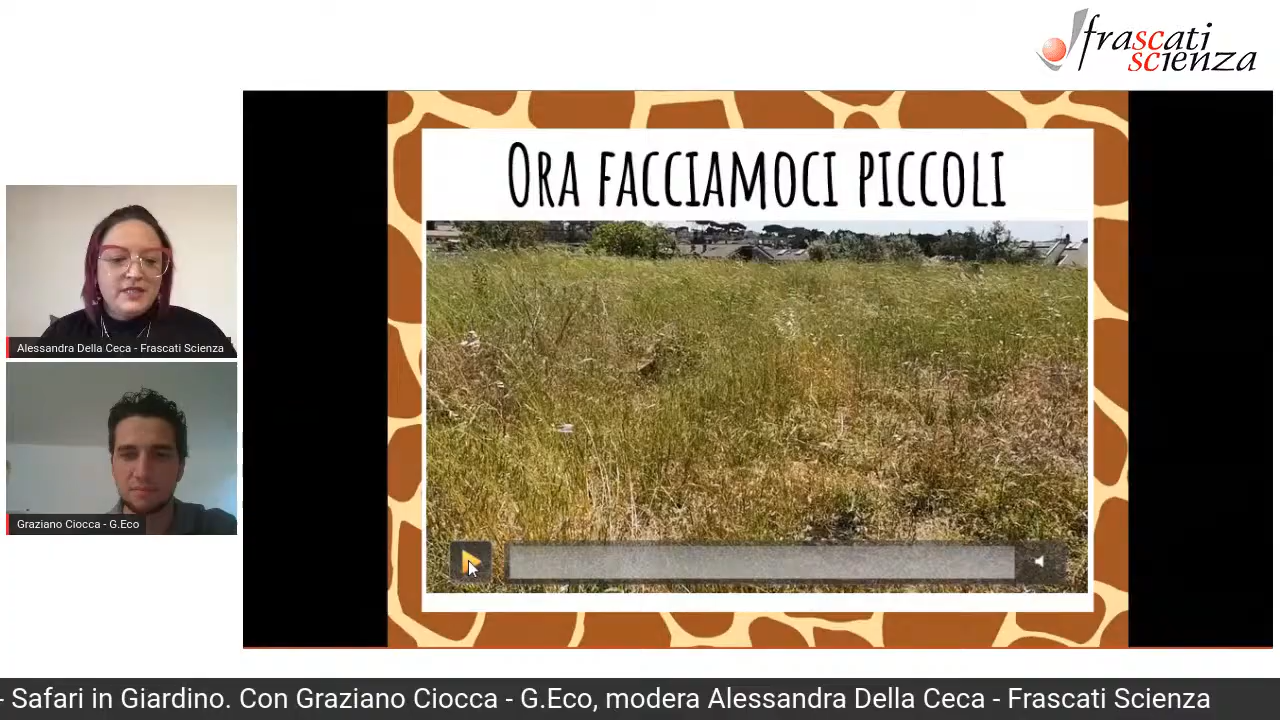 frascati
scienza
ORA FACCIAMOCI PICCOLI
Alessandra Della Ceca - Frascati Scienza
Graziano Ciocca - G.Eco
- Safari in Giardino. Con Graziano Ciocca - G.Eco, modera Alessandra Della Ceca - Frascati Scienza